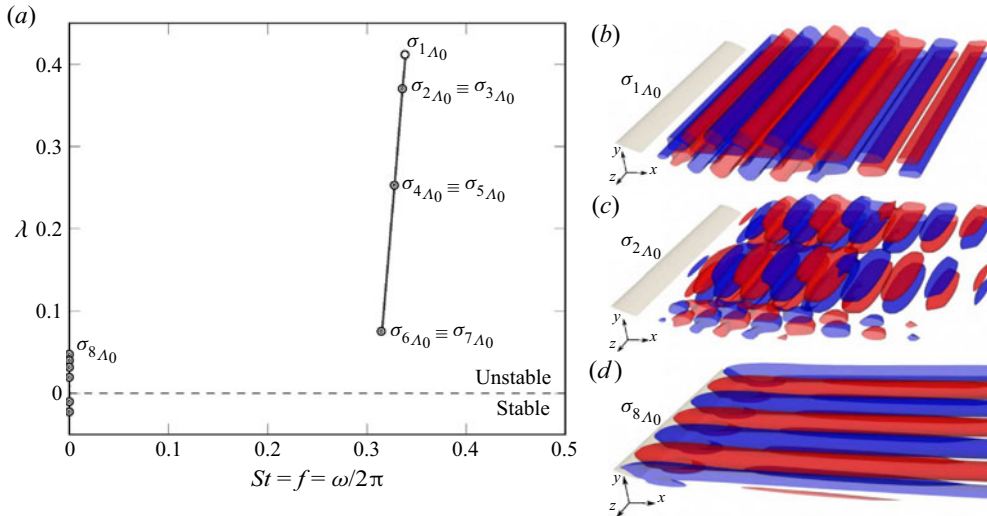 (a)
0.4
0.3
0.2
0.1
0
λ
σ1Λ0
σ2Λ0 ≡ σ3Λ0
σ4Λ0 ≡ σ5Λ0
σ6Λ0 ≡ σ7Λ0
σ8Λ0
Unstable
Stable
0 0.1 0.2 0.3 0.4 0.5
St = f = ω/2π
(b)
σ1Λ0
y
z x
(c)
σ2Λ0
y
z x
(d)
σ8Λ0
y
z x